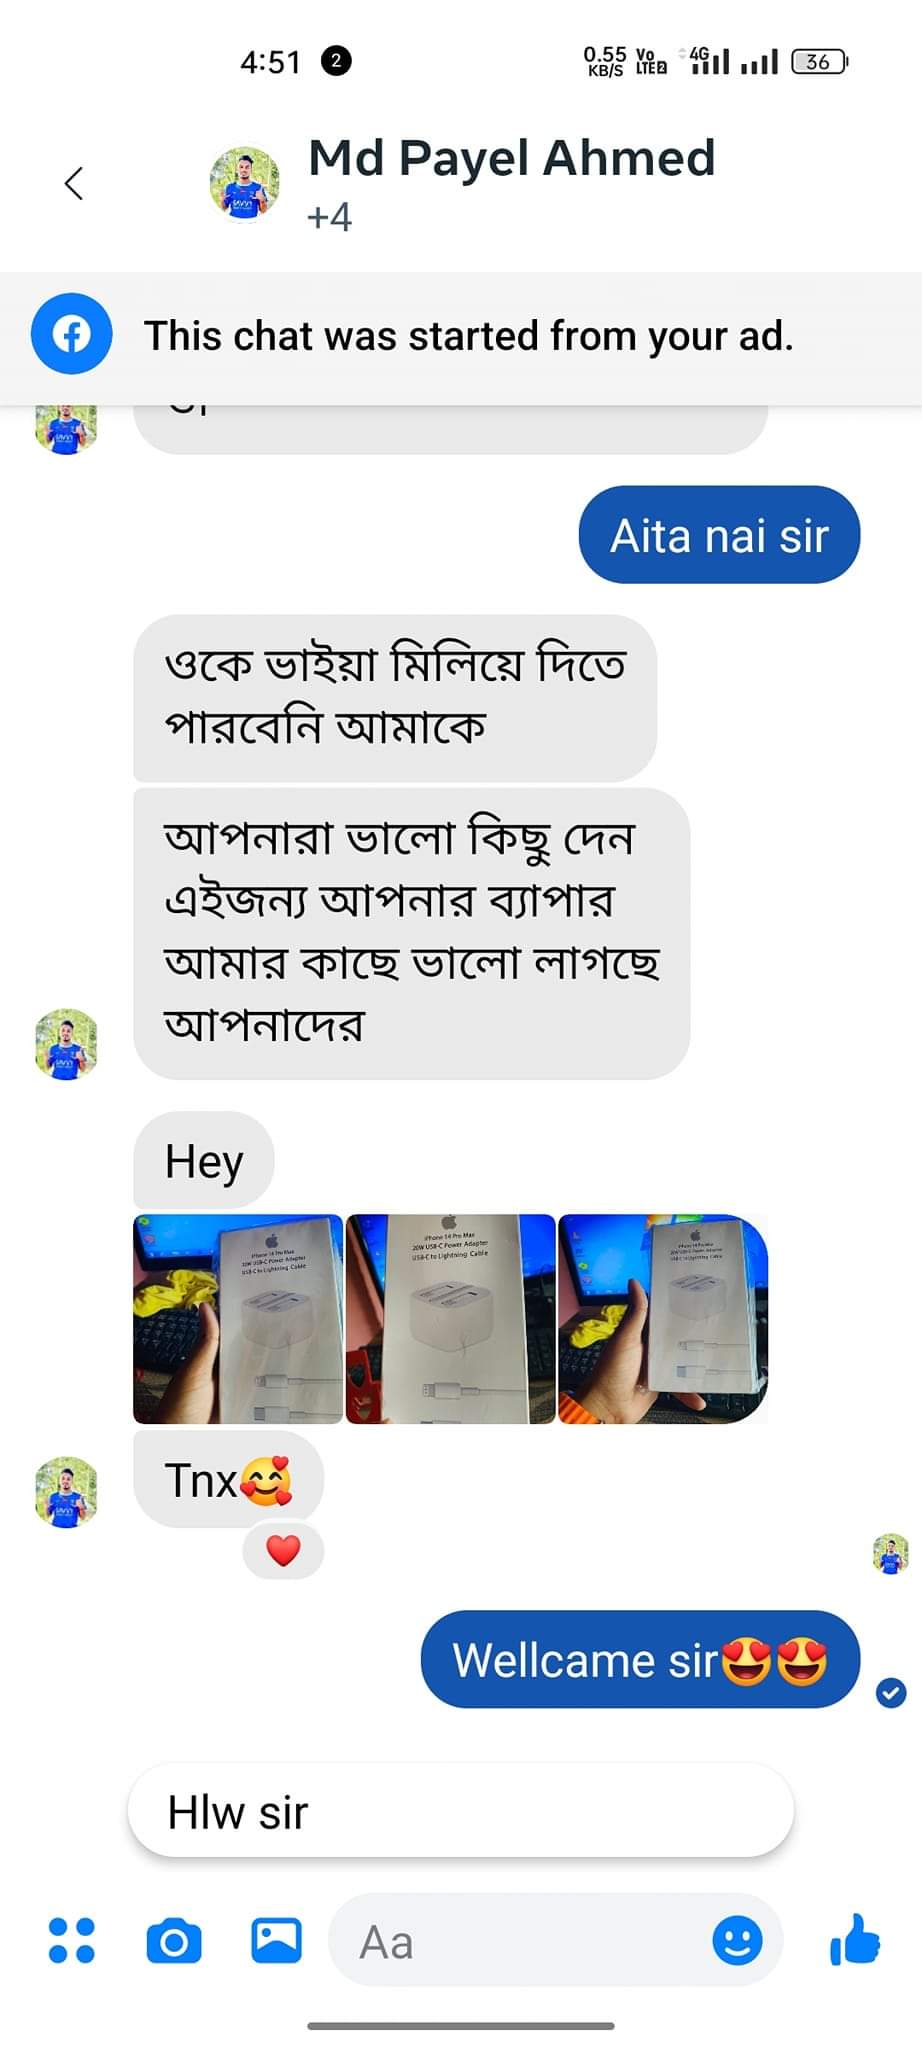 4:51 2 0.55 KB/S Vo LTE 2 4G 36
Md Payel Ahmed
+4
This chat was started from your ad.
Aita nai sir
ওকে ভাইয়া মিলিয়ে দিতে
পারবেনি আমাকে
আপনারা ভালো কিছু দেন
এইজন্য আপনার ব্যাপার
আমার কাছে ভালো লাগছে
আপনাদের
Hey
iPhone 14 Pro Max
20W USB-C Power Adapter
USB-C to Lightning Cable
iPhone 14 Pro Max
20W USB-C Power Adapter
USB-C to Lightning Cable
iPhone 14 Pro Max
20W USB-C Power Adapter
USB-C to Lightning Cable
Tnx🥰
Wellcame sir😍😍
Hlw sir
Aa